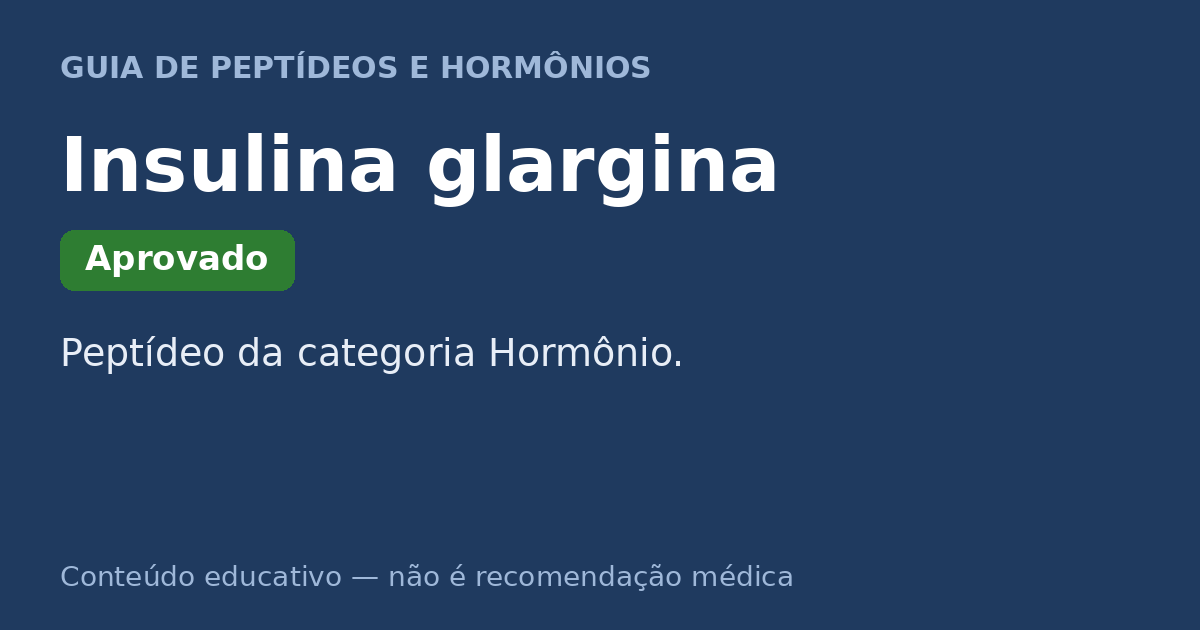 GUIA DE PEPTÍDEOS E HORMÔNIOS
Insulina glargina
Aprovado
Peptídeo da categoria Hormônio.
Conteúdo educativo — não é recomendação médica